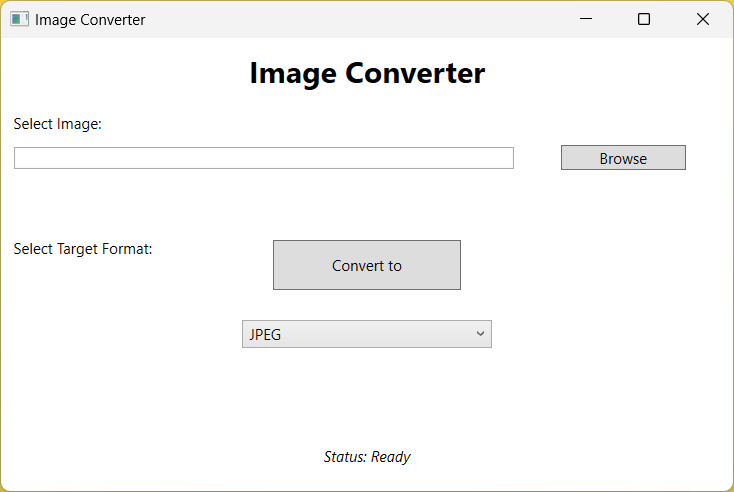 Image Converter
Image Converter
Select Image:
Browse
Select Target Format:
Convert to
JPEG
Status: Ready